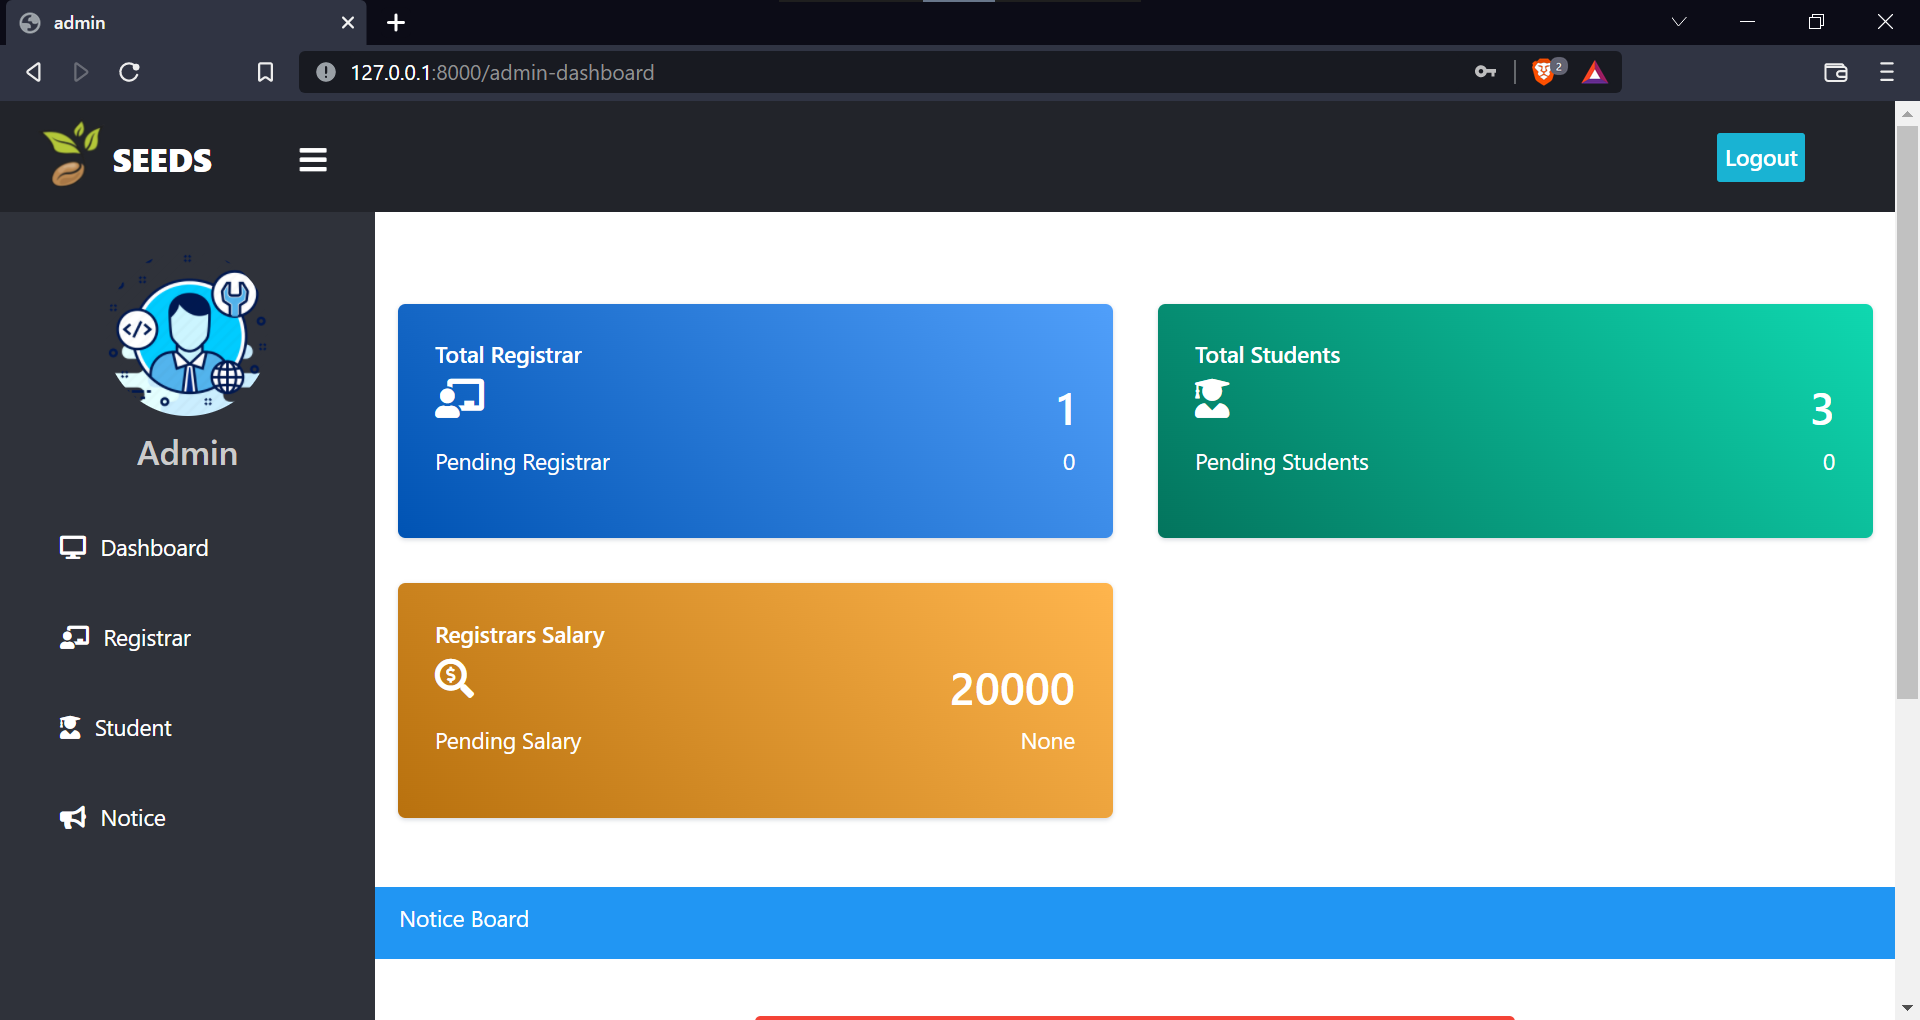 admin
127.0.0.1:8000/admin-dashboard
2
SEEDS
Logout
Admin
Dashboard
Registrar
Student
Notice
Total Registrar
1
Pending Registrar 0
Total Students
3
Pending Students 0
Registrars Salary
20000
Pending Salary None
Notice Board